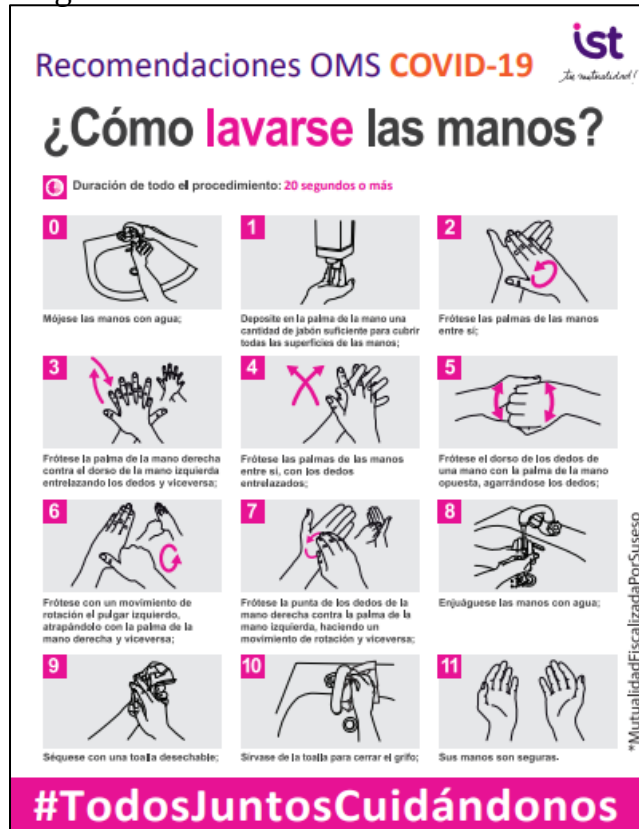 ist
tu mutualidad!
Recomendaciones OMS COVID-19
¿Cómo lavarse las manos?
Duración de todo el procedimiento: 20 segundos o más
0
Mójese las manos con agua;
1
Deposite en la palma de la mano una
cantidad de jabón suficiente para cubrir
todas las superficies de las manos;
2
Frótese las palmas de las manos
entre sí;
3
Frótese la palma de la mano derecha
contra el dorso de la mano izquierda
entrelazando los dedos y viceversa;
4
Frótese las palmas de las manos
entre sí, con los dedos
entrelazados;
5
Frótese el dorso de los dedos de
una mano con la palma de la mano
opuesta, agarrándose los dedos;
6
Frótese con un movimiento de
rotación el pulgar izquierdo,
atrapándolo con la palma de la
mano derecha y viceversa;
7
Frótese la punta de los dedos de la
mano derecha contra la palma de la
mano izquierda, haciendo un
movimiento de rotación y viceversa;
8
Enjuáguese las manos con agua;
9
Séquese con una toalla desechable;
10
Sírvase de la toalla para cerrar el grifo;
11
Sus manos son seguras.
*MutualidadFiscalizadaPorSuseso
#TodosJuntosCuidándonos